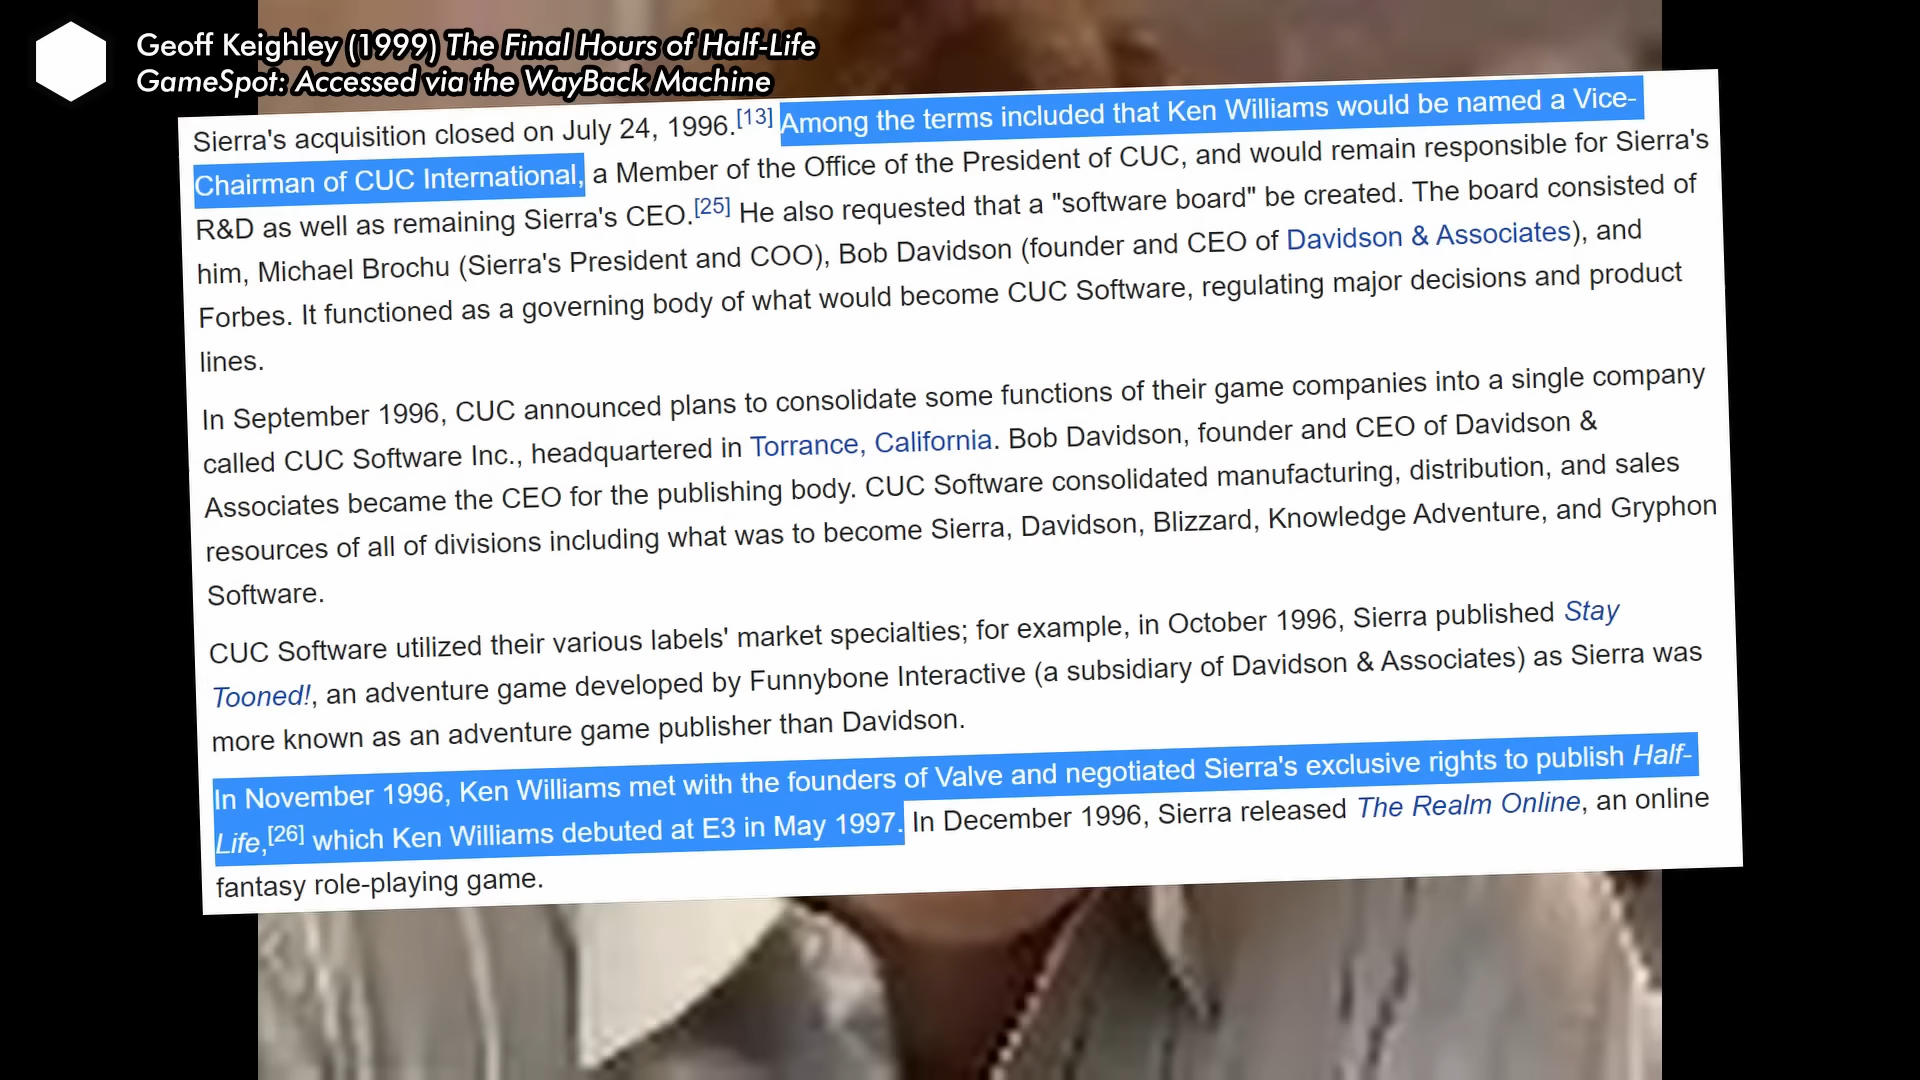 Geoff Keighley (1999) The Final Hours of Half-Life
GameSpot: Accessed via the WayBack Machine
Sierra's acquisition closed on July 24, 1996.[13] Among the terms included that Ken Williams would be named a Vice-
Chairman of CUC International, a Member of the Office of the President of CUC, and would remain responsible for Sierra's
R&D as well as remaining Sierra's CEO.[25] He also requested that a "software board" be created. The board consisted of
him, Michael Brochu (Sierra's President and COO), Bob Davidson (founder and CEO of Davidson & Associates), and
Forbes. It functioned as a governing body of what would become CUC Software, regulating major decisions and product
lines.
In September 1996, CUC announced plans to consolidate some functions of their game companies into a single company
called CUC Software Inc., headquartered in Torrance, California. Bob Davidson, founder and CEO of Davidson &
Associates became the CEO for the publishing body. CUC Software consolidated manufacturing, distribution, and sales
resources of all of divisions including what was to become Sierra, Davidson, Blizzard, Knowledge Adventure, and Gryphon
Software.
CUC Software utilized their various labels' market specialties; for example, in October 1996, Sierra published Stay
Tooned!, an adventure game developed by Funnybone Interactive (a subsidiary of Davidson & Associates) as Sierra was
more known as an adventure game publisher than Davidson.
In November 1996, Ken Williams met with the founders of Valve and negotiated Sierra's exclusive rights to publish Half-
Life,[26] which Ken Williams debuted at E3 in May 1997. In December 1996, Sierra released The Realm Online, an online
fantasy role-playing game.